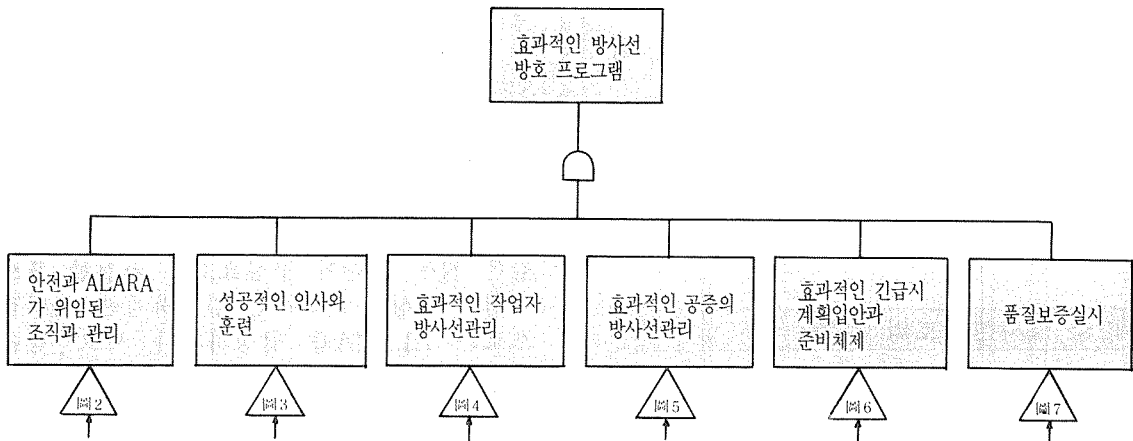 효과적인 방사선
방호 프로그램
안전과 ALARA
가 위임된
조직과 관리
성공적인 인사와
훈련
효과적인 작업자
방사선관리
효과적인 공중의
방사선관리
효과적인 긴급시
계획입안과
준비체제
품질보증실시
圖2
圖3
圖4
圖5
圖6
圖7